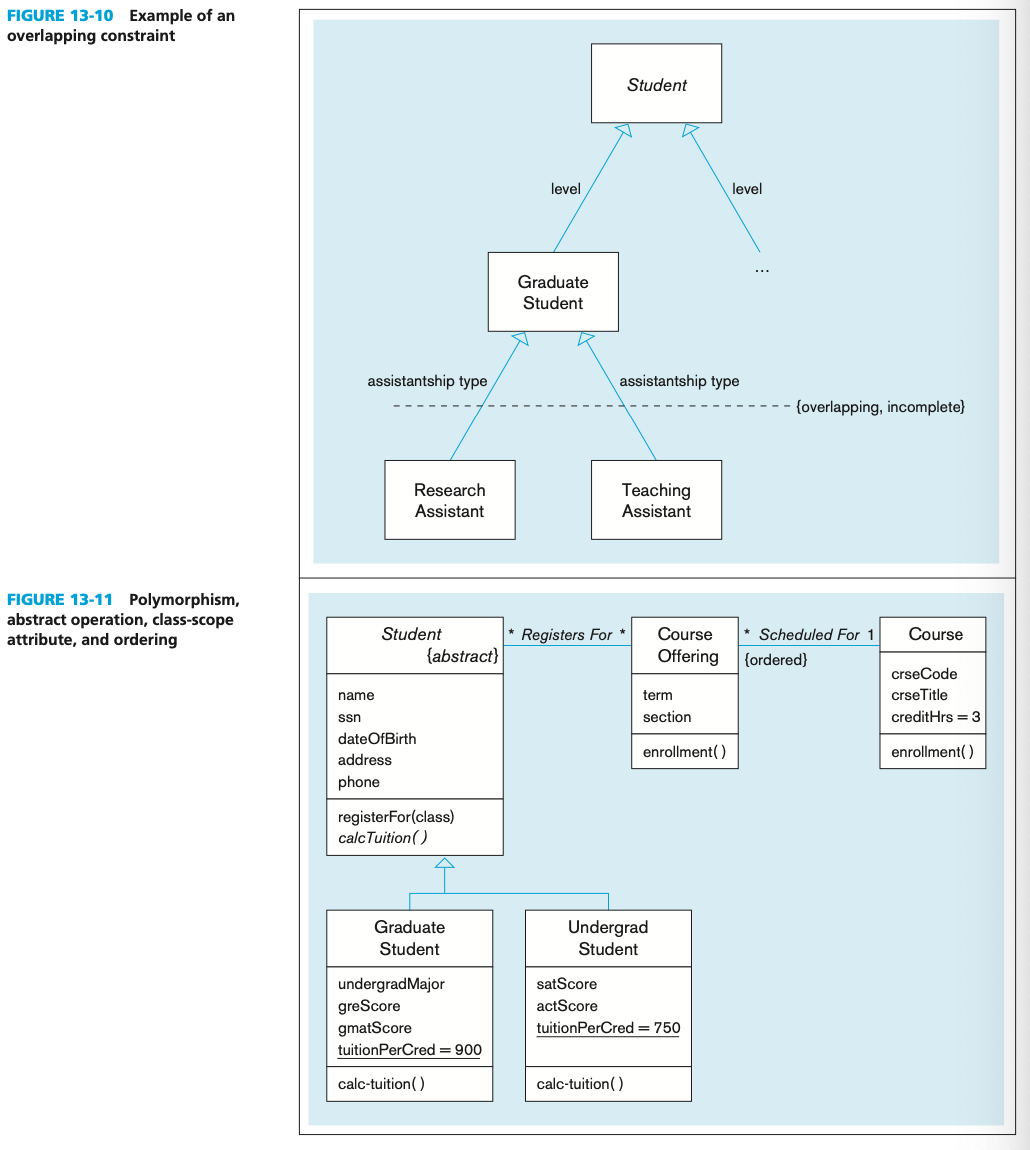 FIGURE 13-10 Example of an
overlapping constraint
Student
level
level
...
Graduate
Student
assistantship type
assistantship type
{overlapping, incomplete}
Research
Assistant
Teaching
Assistant
FIGURE 13-11 Polymorphism,
abstract operation, class-scope
attribute, and ordering
Student
{abstract}
name
ssn
dateOfBirth
address
phone
registerFor(class)
calcTuition( )
* Registers For *
Course
Offering
term
section
enrollment( )
* Scheduled For 1
{ordered}
Course
crseCode
crseTitle
creditHrs = 3
enrollment( )
Graduate
Student
undergradMajor
greScore
gmatScore
tuitionPerCred = 900
calc-tuition( )
Undergrad
Student
satScore
actScore
tuitionPerCred = 750
calc-tuition( )